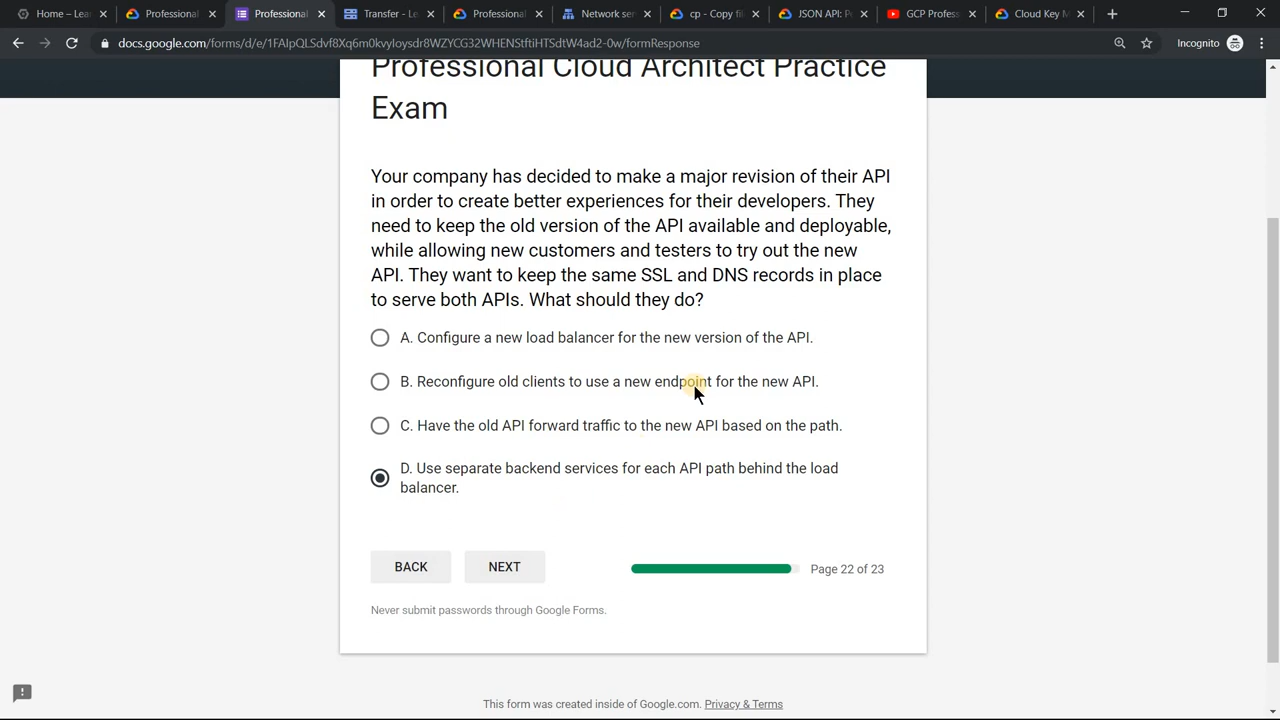 Home – Lea
Professional
Professional
Transfer - Le
Professional
Network ser
cp - Copy fil
JSON API: P
GCP Profess
Cloud Key M
docs.google.com/forms/d/e/1FAIpQLSdvf8Xq6m0kvyloysdr8WZYCG32WHENStftiHTSdtW4ad2-0w/formResponse
Incognito
Professional Cloud Architect Practice
Exam
Your company has decided to make a major revision of their API
in order to create better experiences for their developers. They
need to keep the old version of the API available and deployable,
while allowing new customers and testers to try out the new
API. They want to keep the same SSL and DNS records in place
to serve both APIs. What should they do?
A. Configure a new load balancer for the new version of the API.
B. Reconfigure old clients to use a new endpoint for the new API.
C. Have the old API forward traffic to the new API based on the path.
D. Use separate backend services for each API path behind the load
balancer.
BACK
NEXT
Page 22 of 23
Never submit passwords through Google Forms.
This form was created inside of Google.com. Privacy & Terms